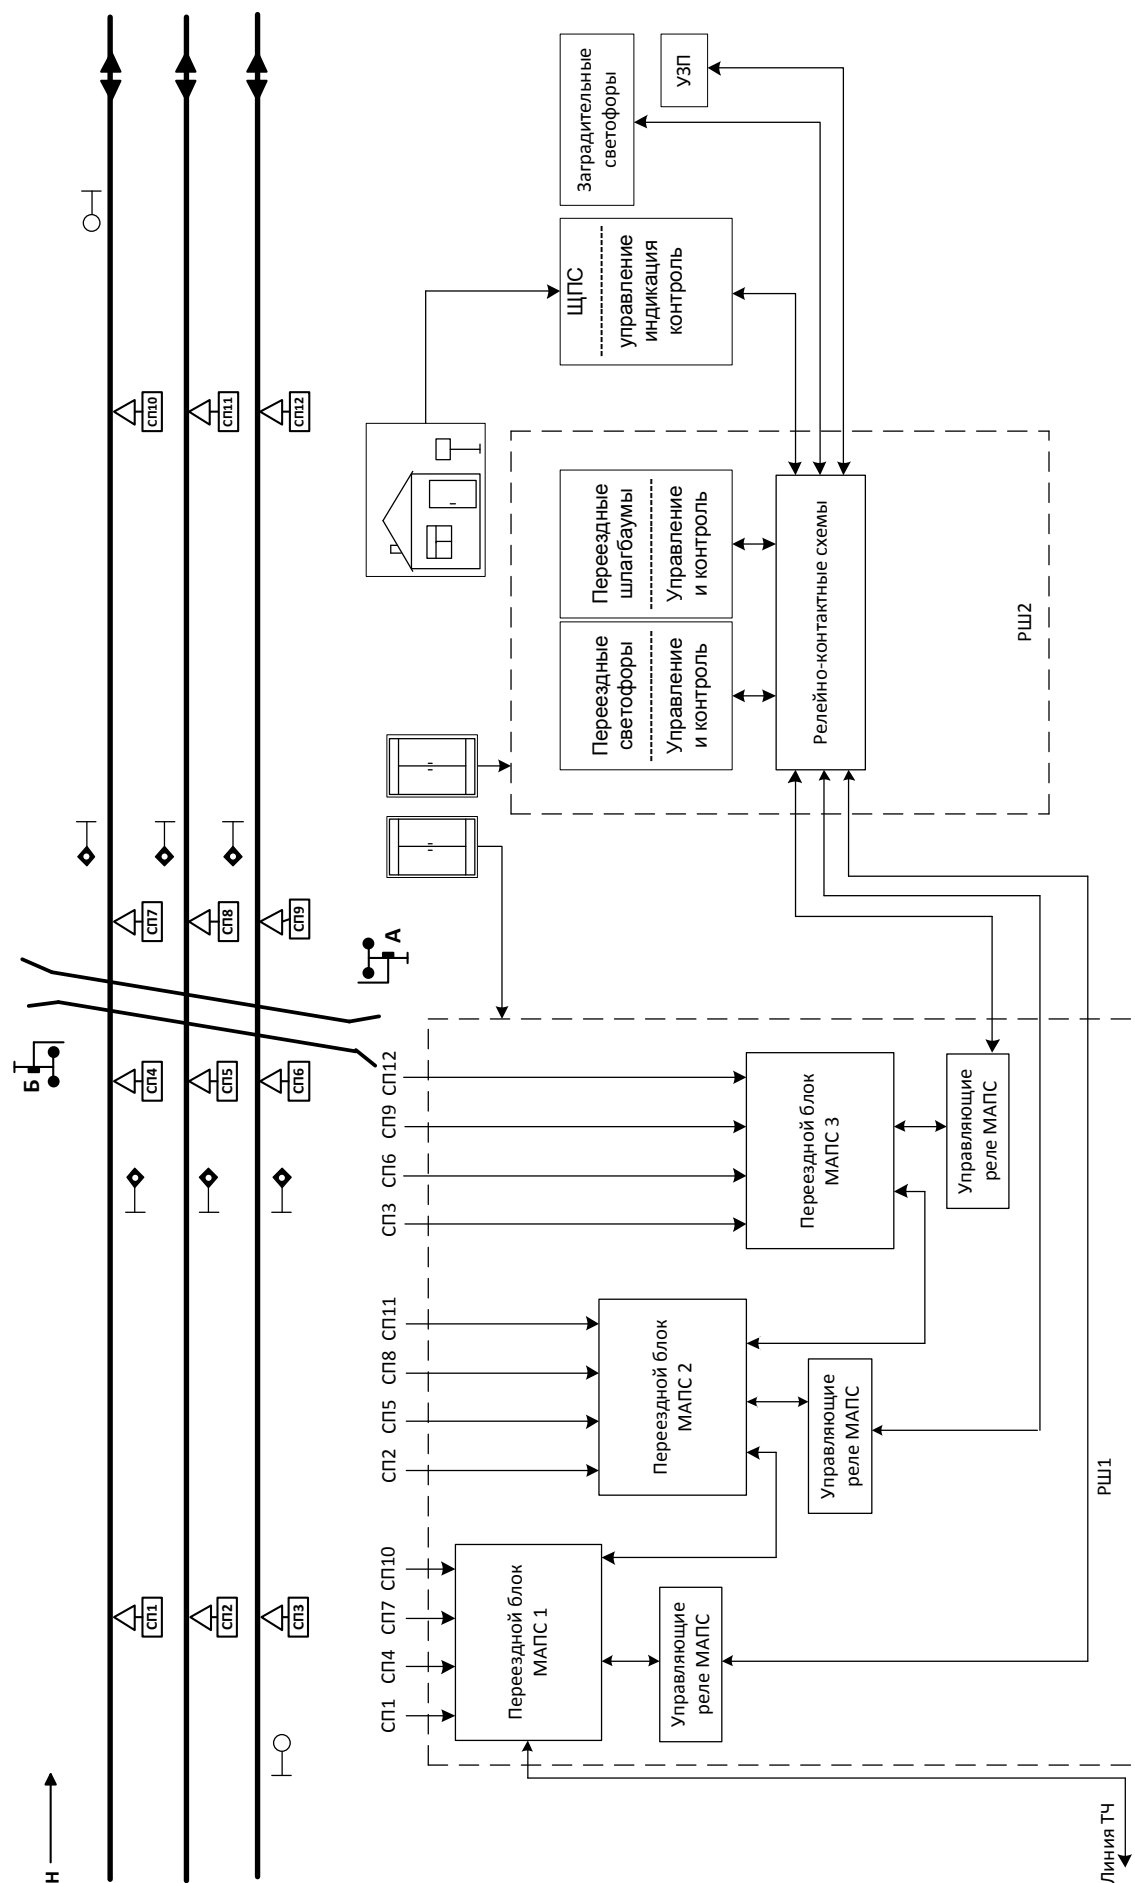 Н
СП1
СП4
СП7
СП10
СП2
СП5
СП8
СП11
СП3
СП6
СП9
СП12
Б
А
СП1
СП4
СП7
СП10
СП2
СП5
СП8
СП11
СП3
СП6
СП9
СП12
Переездной блок
МАПС 1
Переездной блок
МАПС 2
Переездной блок
МАПС 3
Управляющие
реле МАПС
Управляющие
реле МАПС
Управляющие
реле МАПС
РШ1
Линия ТЧ
Переездные
светофоры
Управление
и контроль
Переездные
шлагбаумы
Управление
и контроль
Релейно-контактные схемы
РШ2
ЩПС
управление
индикация
контроль
Заградительные
светофоры
УЗП